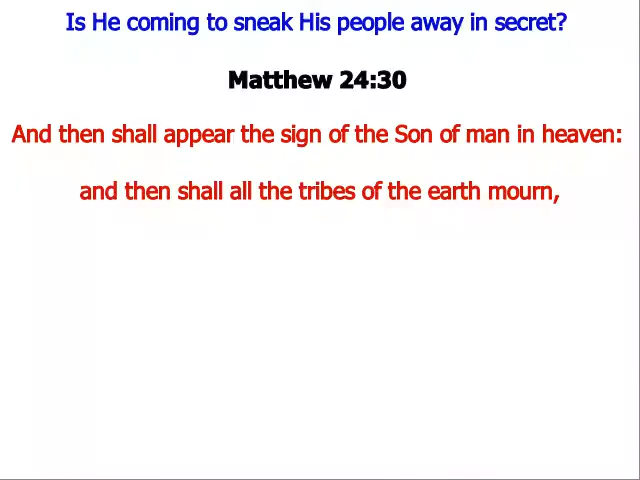 Is He coming to sneak His people away in secret?
Matthew 24:30
And then shall appear the sign of the Son of man in heaven:
and then shall all the tribes of the earth mourn,